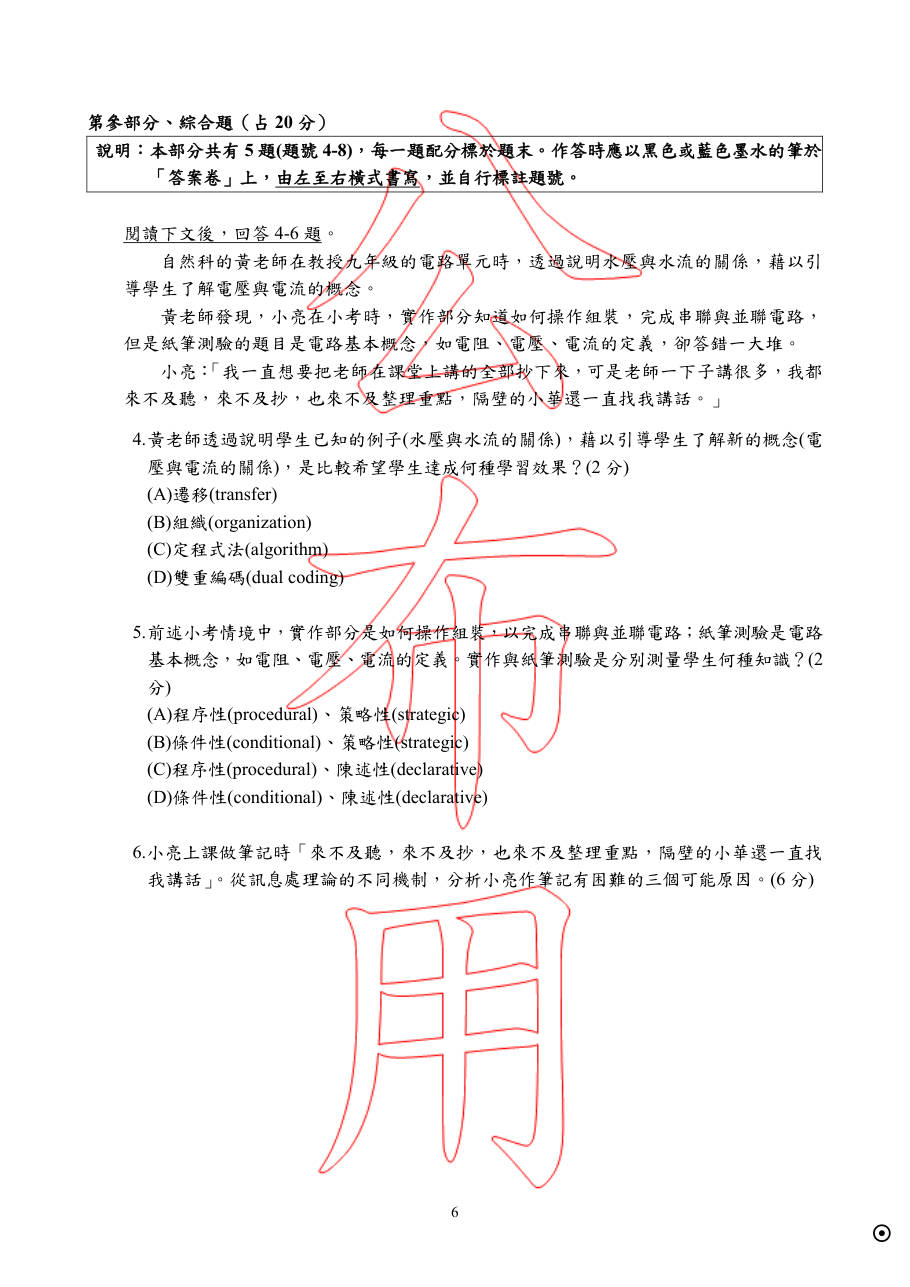 第參部分、綜合題（占 20 分）
說明：本部分共有 5 題(題號 4-8)，每一題配分標於題末。作答時應以黑色或藍色墨水的筆於
「答案卷」上，由左至右橫式書寫，並自行標註題號。
閱讀下文後，回答 4-6 題。
自然科的黃老師在教授九年級的電路單元時，透過說明水壓與水流的關係，藉以引
導學生了解電壓與電流的概念。
黃老師發現，小亮在小考時，實作部分知道如何操作組裝，完成串聯與並聯電路，
但是紙筆測驗的題目是電路基本概念，如電阻、電壓、電流的定義，卻答錯一大堆。
小亮：「我一直想要把老師在課堂上講的全部抄下來，可是老師一下子講很多，我都
來不及聽，來不及抄，也來不及整理重點，隔壁的小華還一直找我講話。」
4.黃老師透過說明學生已知的例子(水壓與水流的關係)，藉以引導學生了解新的概念(電
壓與電流的關係)，是比較希望學生達成何種學習效果？(2 分)
(A)遷移(transfer)
(B)組織(organization)
(C)定程式法(algorithm)
(D)雙重編碼(dual coding)
5.前述小考情境中，實作部分是如何操作組裝，以完成串聯與並聯電路；紙筆測驗是電路
基本概念，如電阻、電壓、電流的定義。實作與紙筆測驗是分別測量學生何種知識？(2
分)
(A)程序性(procedural)、策略性(strategic)
(B)條件性(conditional)、策略性(strategic)
(C)程序性(procedural)、陳述性(declarative)
(D)條件性(conditional)、陳述性(declarative)
6.小亮上課做筆記時「來不及聽，來不及抄，也來不及整理重點，隔壁的小華還一直找
我講話」。從訊息處理論的不同機制，分析小亮作筆記有困難的三個可能原因。(6 分)
公
布
用
6